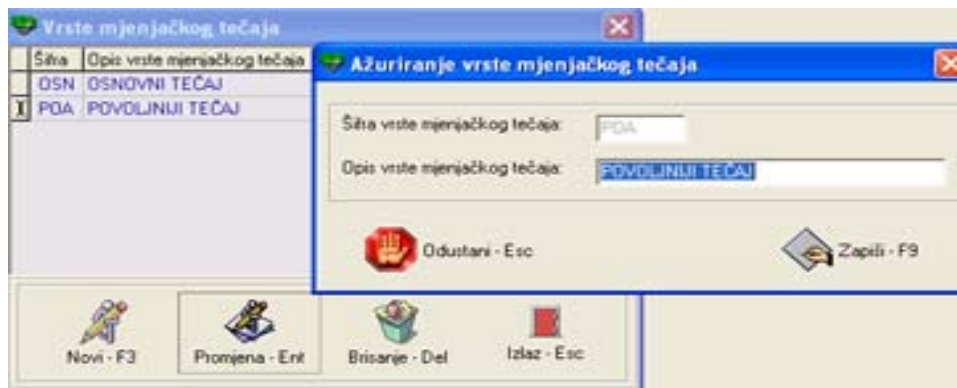 Vrste mjenjačkog tečaja
Šifra Opis vrste mjenjačkog tečaja
OSN OSNOVNI TEČAJ
POA POVOLJNIJI TEČAJ
Ažuriranje vrste mjenjačkog tečaja
Šifra vrste mjenjačkog tečaja: POA
Opis vrste mjenjačkog tečaja: POVOLJNIJI TEČAJ
Odustani - Esc
Zapiši - F9
Novi - F3
Promjena - Ent
Brisanje - Del
Izlaz - Esc